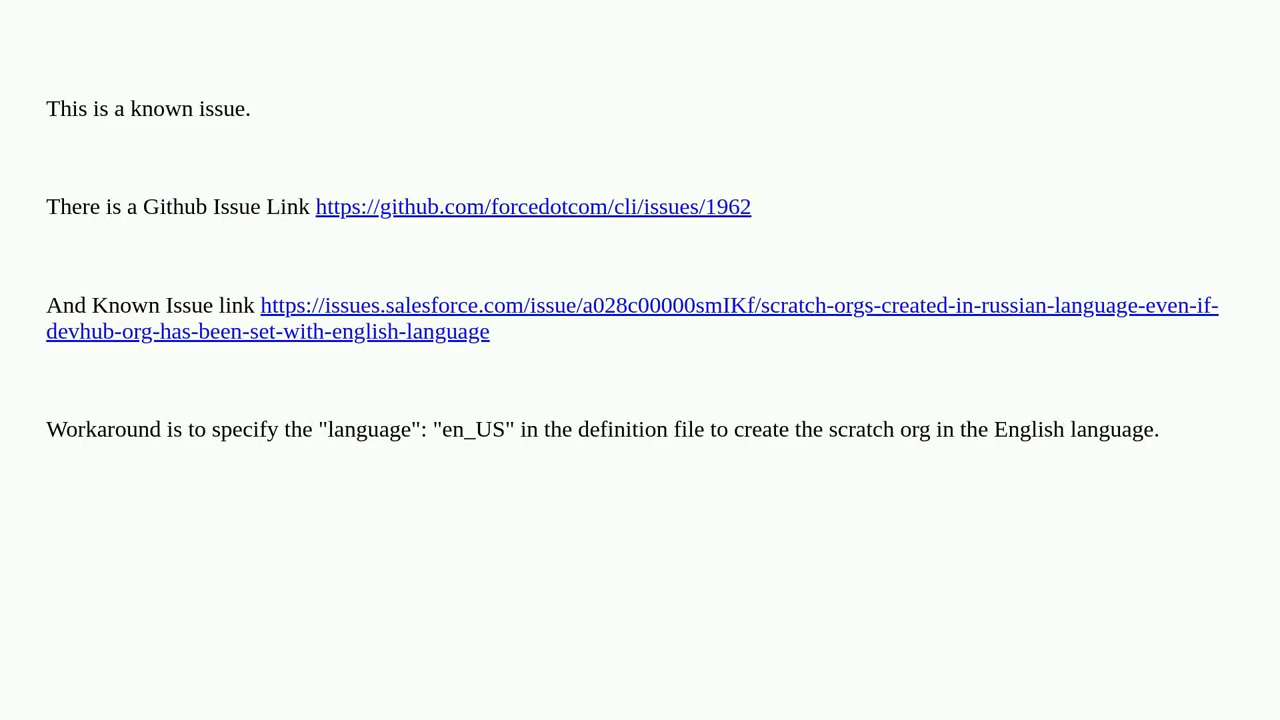 This is a known issue.
There is a Github Issue Link https://github.com/forcedotcom/cli/issues/1962
And Known Issue link https://issues.salesforce.com/issue/a028c00000smIKf/scratch-orgs-created-in-russian-language-even-if-
devhub-org-has-been-set-with-english-language
Workaround is to specify the "language": "en_US" in the definition file to create the scratch org in the English language.